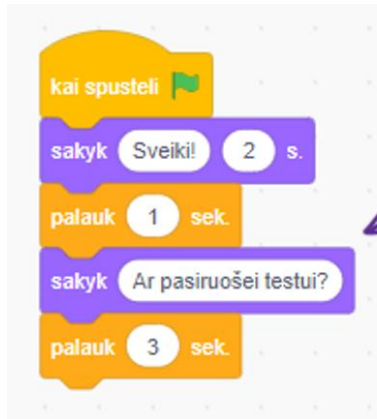 kai spusteli
sakyk Sveiki! 2 s.
palauk 1 sek.
sakyk Ar pasiruošei testui?
palauk 3 sek.